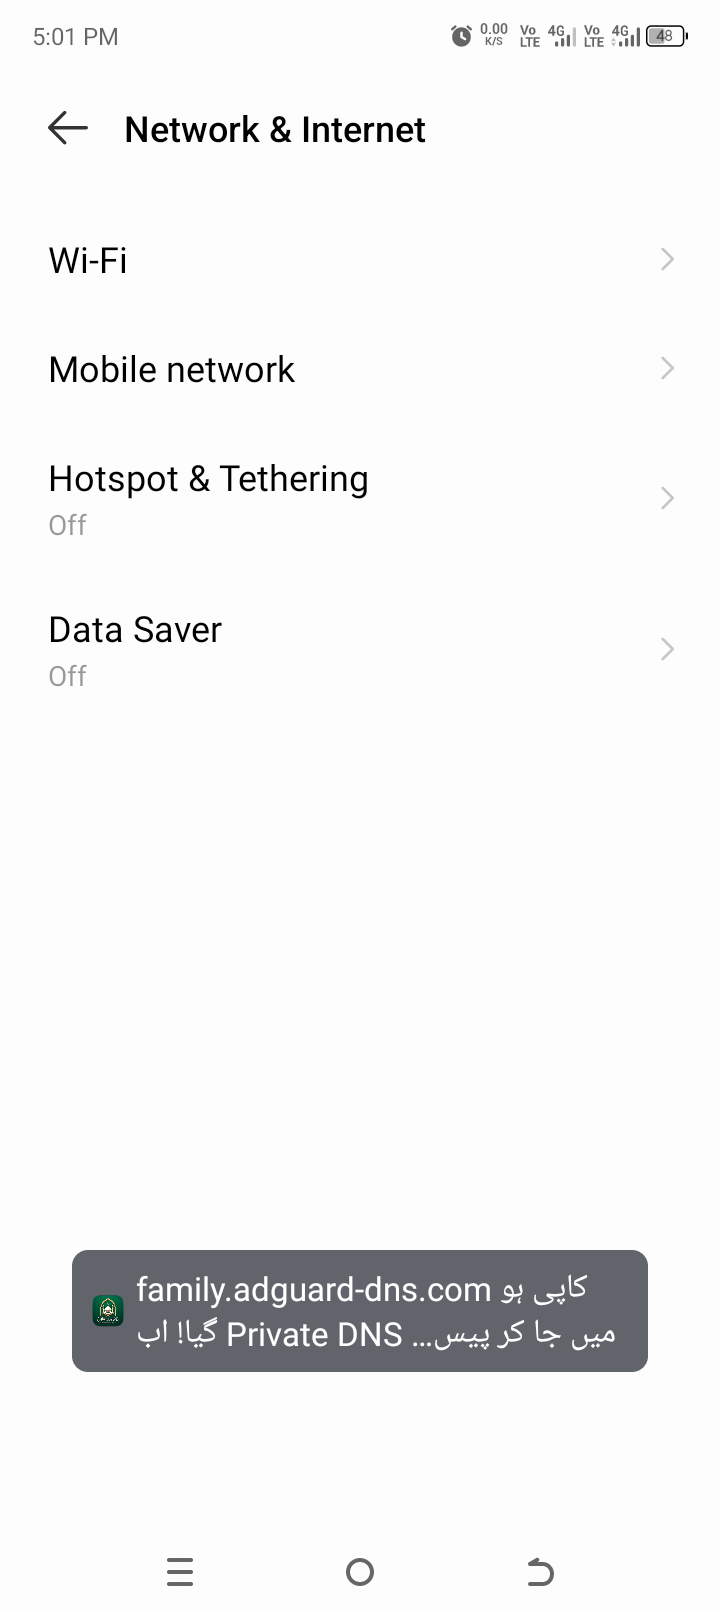 5:01 PM
0.00 K/S Vo LTE 4G Vo LTE 4G 48
Network & Internet
Wi-Fi
Mobile network
Hotspot & Tethering
Off
Data Saver
Off
family.adguard-dns.com کاپی ہو
گیا! اب Private DNS میں جا کر پیس...